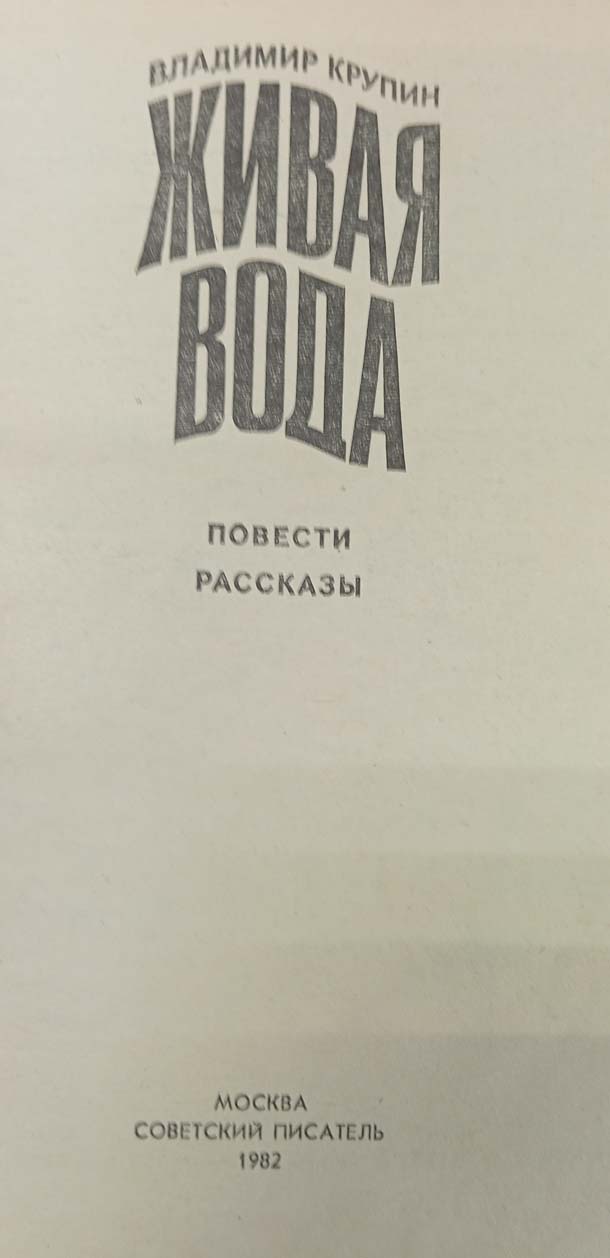 ВЛАДИМИР КРУПИН
ЖИВАЯ
ВОДА
ПОВЕСТИ
РАССКАЗЫ
МОСКВА
СОВЕТСКИЙ ПИСАТЕЛЬ
1982